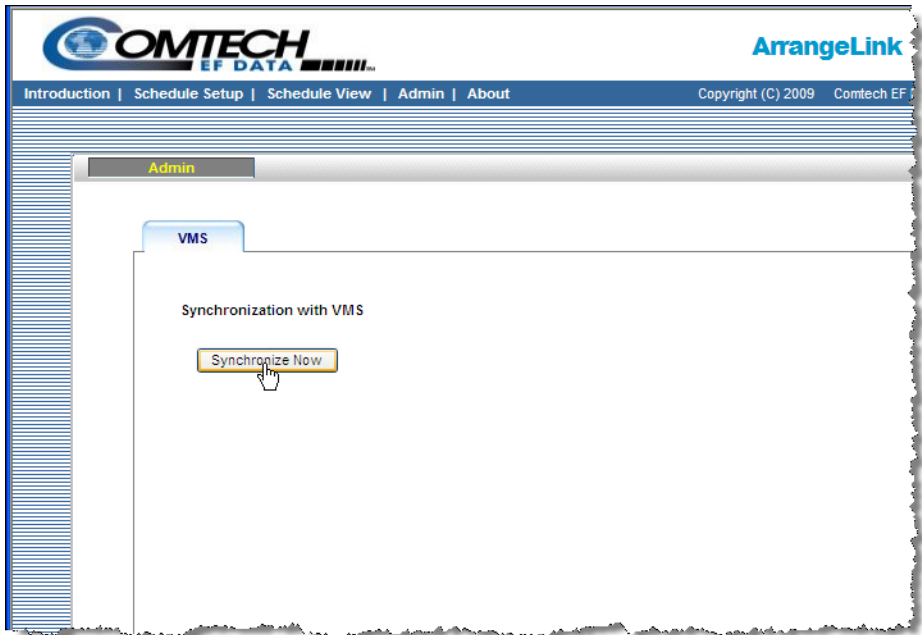 COMTECH
EF DATA
ArrangeLink
Introduction | Schedule Setup | Schedule View | Admin | About
Copyright (C) 2009 Comtech EF
Admin
VMS
Synchronization with VMS
Synchronize Now